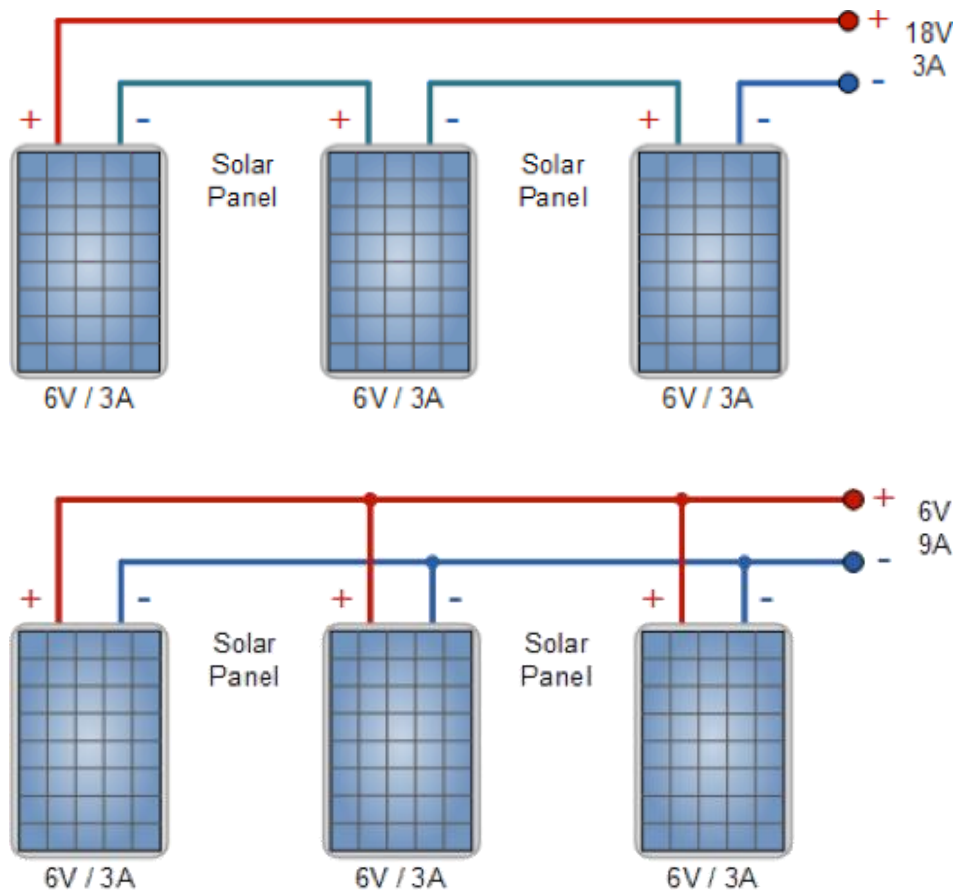 +
18V
3A
-
+ - + - + -
Solar
Panel
Solar
Panel
6V / 3A
6V / 3A
6V / 3A
+
6V
9A
-
+ - + - + -
Solar
Panel
Solar
Panel
6V / 3A
6V / 3A
6V / 3A